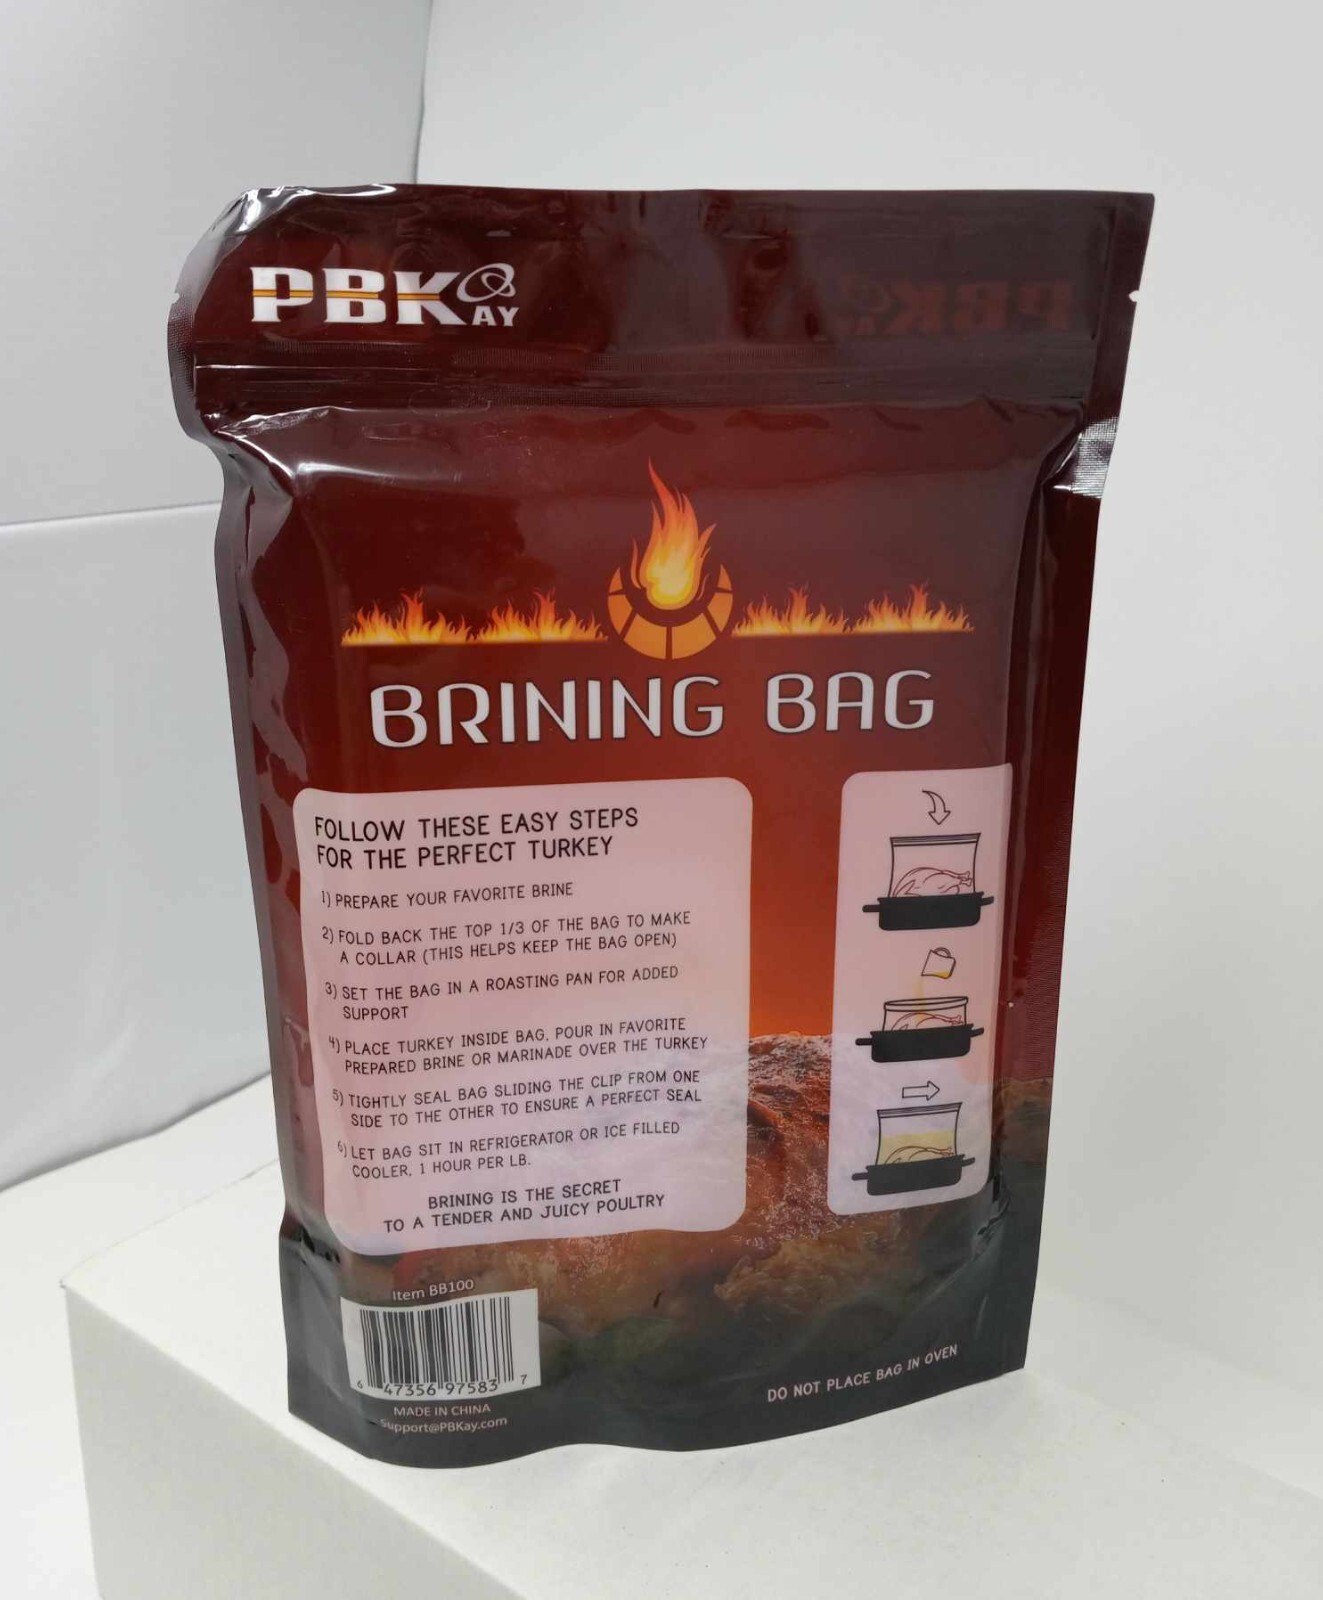 PBKAY
BRINING BAG
FOLLOW THESE EASY STEPS
FOR THE PERFECT TURKEY
1) PREPARE YOUR FAVORITE BRINE
2) FOLD BACK THE TOP 1/3 OF THE BAG TO MAKE
A COLLAR (THIS HELPS KEEP THE BAG OPEN)
3) SET THE BAG IN A ROASTING PAN FOR ADDED
SUPPORT
4) PLACE TURKEY INSIDE BAG, POUR IN FAVORITE
PREPARED BRINE OR MARINADE OVER THE TURKEY
5) TIGHTLY SEAL BAG SLIDING THE CLIP FROM ONE
SIDE TO THE OTHER TO ENSURE A PERFECT SEAL
6) LET BAG SIT IN REFRIGERATOR OR ICE FILLED
COOLER, 1 HOUR PER LB.
BRINING IS THE SECRET
TO A TENDER AND JUICY POULTRY
Item BB100
6 47356 97583 7
MADE IN CHINA
Support@PBKay.com
DO NOT PLACE BAG IN OVEN